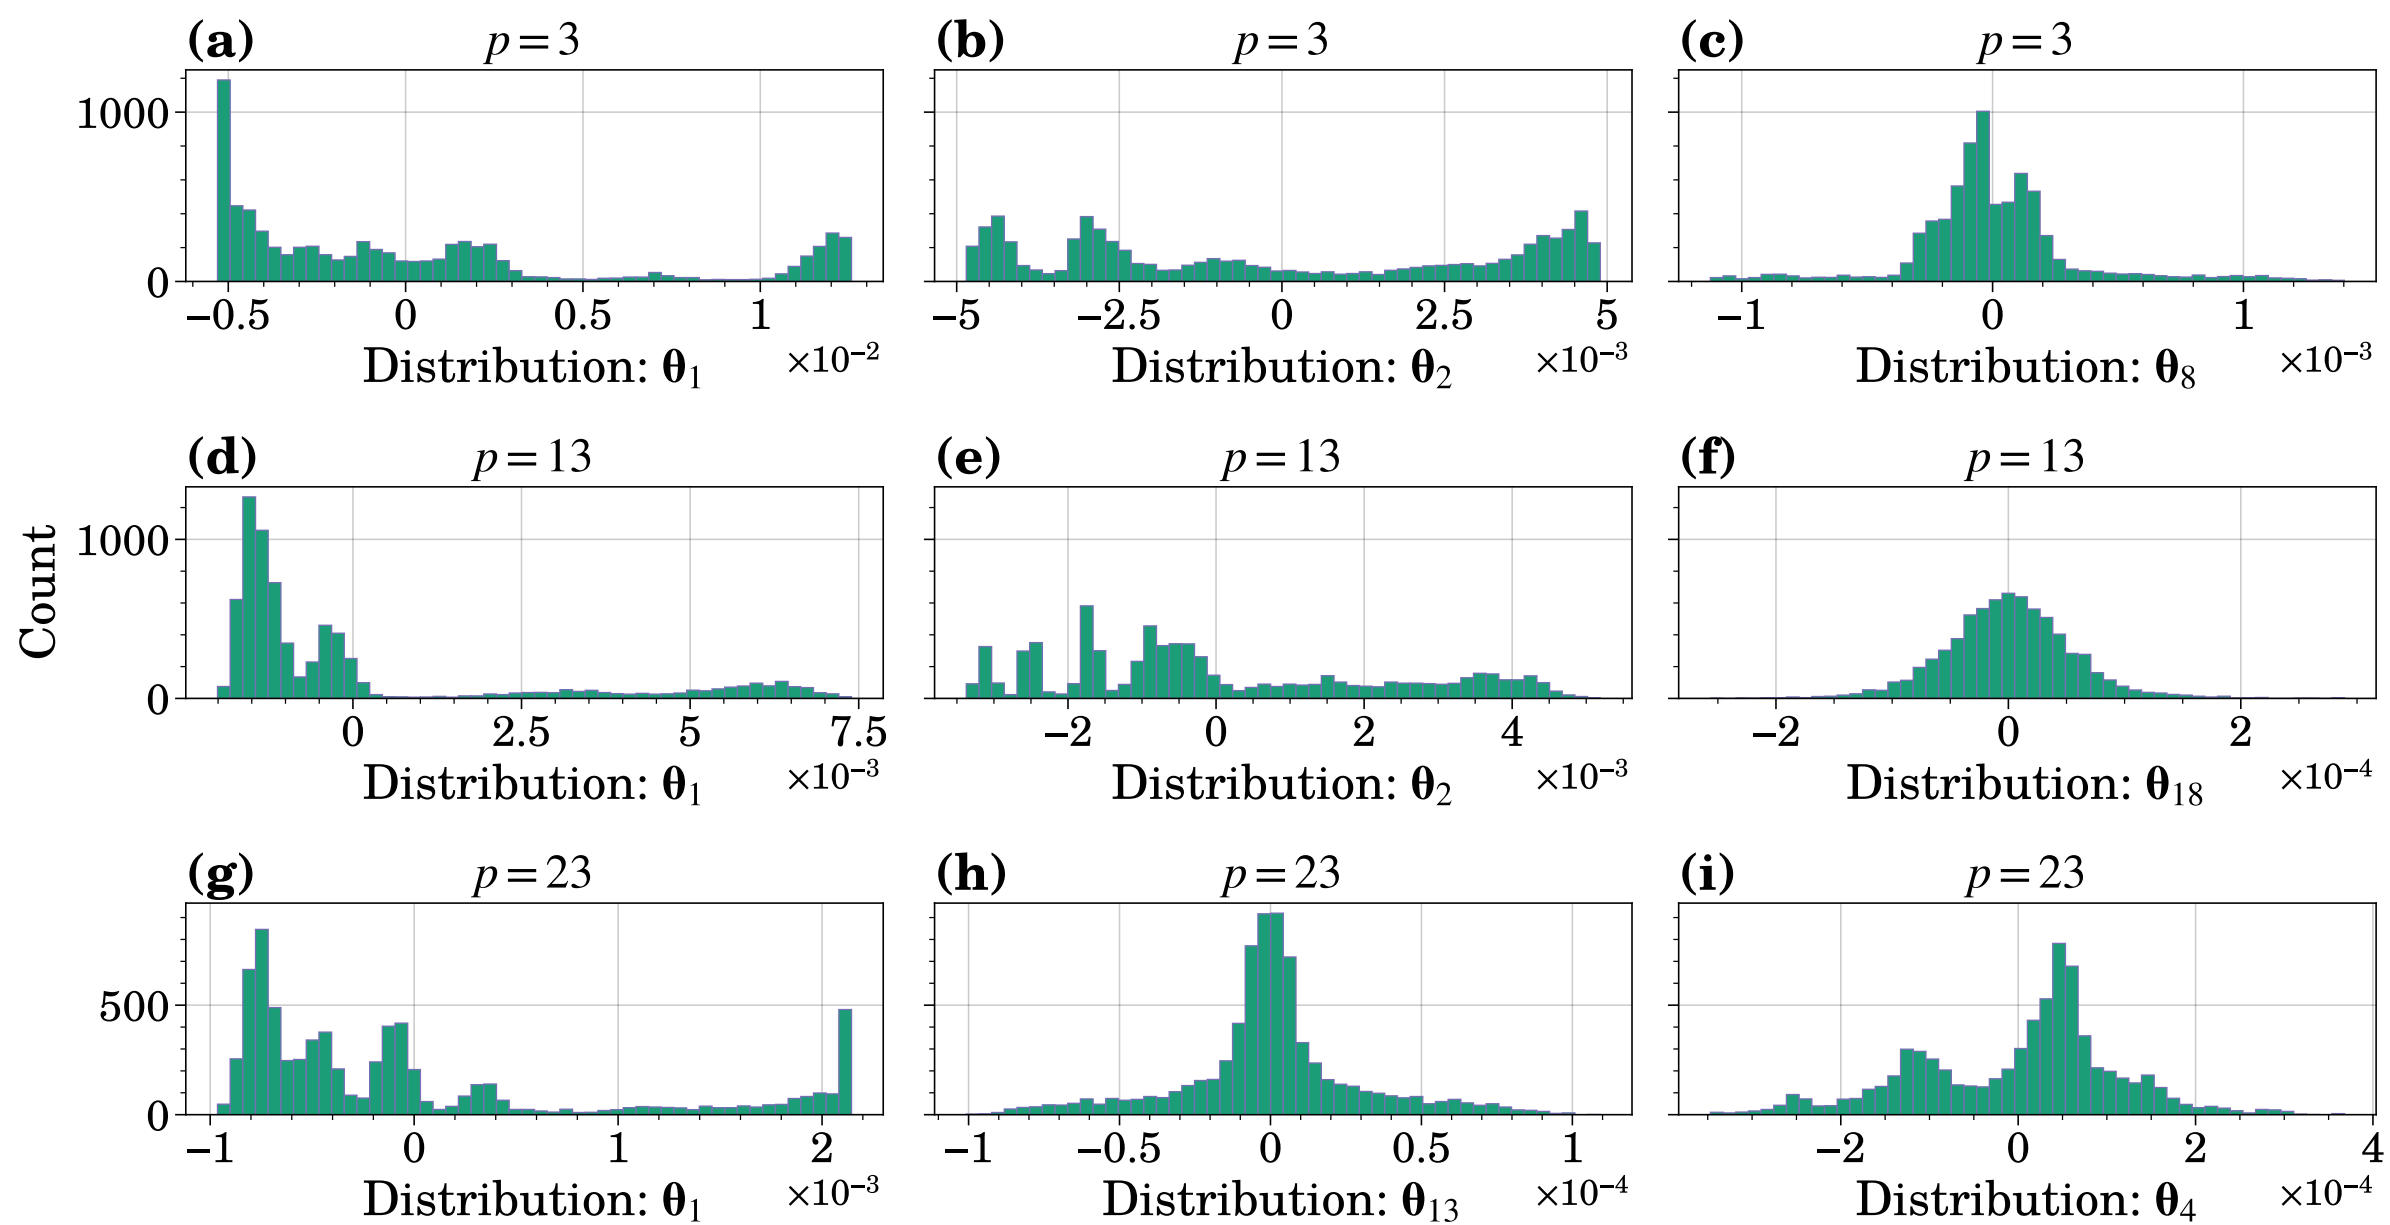 (a) p = 3
(b) p = 3
(c) p = 3
1000
0
−0.5 0 0.5 1
−5 −2.5 0 2.5 5
−1 0 1
×10−2
×10−3
×10−3
Distribution: θ1
Distribution: θ2
Distribution: θ8
(d) p = 13
(e) p = 13
(f) p = 13
Count
1000
0
0 2.5 5 7.5
−2 0 2 4
−2 0 2
×10−3
×10−3
×10−4
Distribution: θ1
Distribution: θ2
Distribution: θ18
(g) p = 23
(h) p = 23
(i) p = 23
500
0
−1 0 1 2
−1 −0.5 0 0.5 1
−2 0 2 4
×10−3
×10−4
×10−4
Distribution: θ1
Distribution: θ13
Distribution: θ4